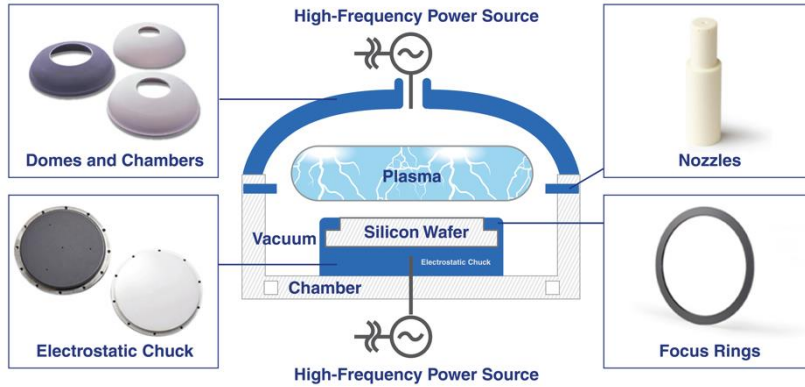 High-Frequency Power Source
Domes and Chambers
Nozzles
Plasma
Vacuum
Silicon Wafer
Electrostatic Chuck
Chamber
Electrostatic Chuck
Focus Rings
High-Frequency Power Source